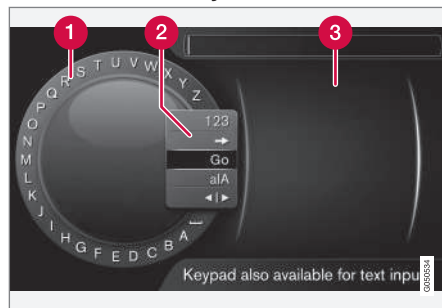 1
2
3
A B C D E F G H I J K L M N O P Q R S T U V W X Y Z
123
Go
a|A
Keypad also available for text inpu
G050534